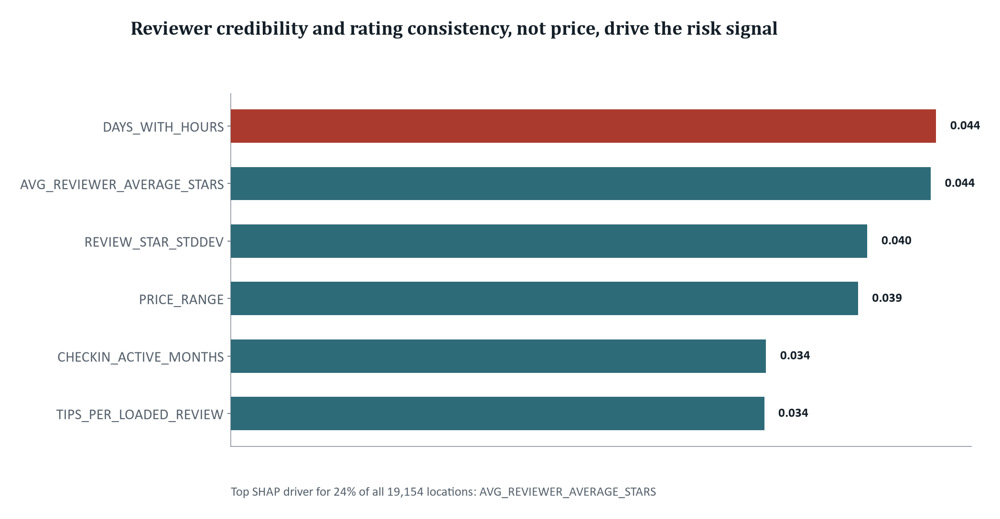 Reviewer credibility and rating consistency, not price, drive the risk signal
DAYS_WITH_HOURS 0.044
AVG_REVIEWER_AVERAGE_STARS 0.044
REVIEW_STAR_STDDEV 0.040
PRICE_RANGE 0.039
CHECKIN_ACTIVE_MONTHS 0.034
TIPS_PER_LOADED_REVIEW 0.034
Top SHAP driver for 24% of all 19,154 locations: AVG_REVIEWER_AVERAGE_STARS